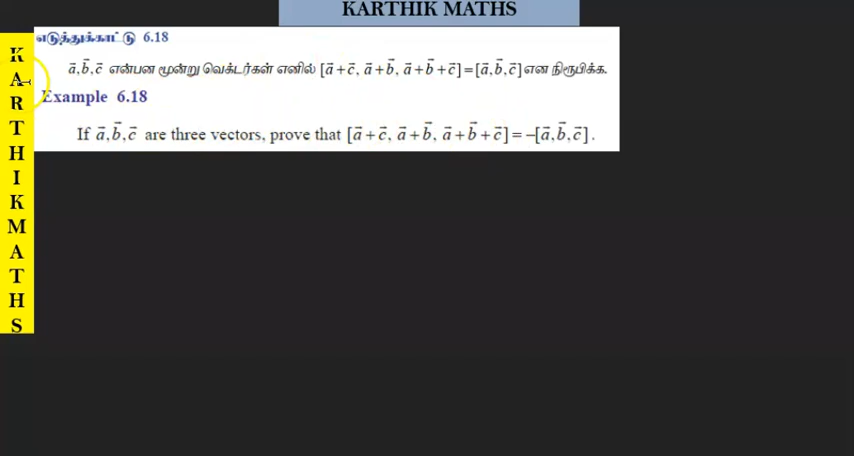 KARTHIK MATHS
எடுத்துக்காட்டு 6.18
a⃗,b⃗,c⃗ என்பன மூன்று வெக்டர்கள் எனில் [a⃗+c⃗, a⃗+b⃗, a⃗+b⃗+c⃗]=[a⃗,b⃗,c⃗] என நிரூபிக்க.
Example 6.18
If a⃗,b⃗,c⃗ are three vectors, prove that [a⃗+c⃗, a⃗+b⃗, a⃗+b⃗+c⃗] = −[a⃗,b⃗,c⃗].
K
A
R
T
H
I
K
M
A
T
H
S